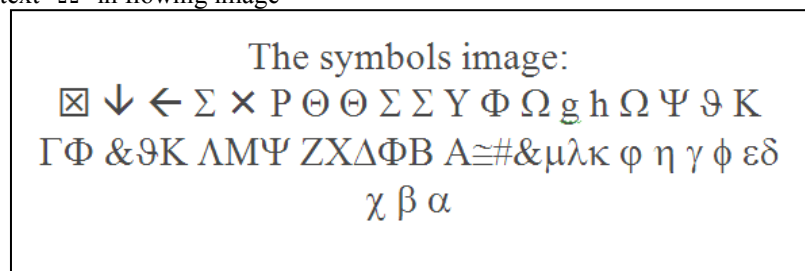 The symbols image:
☒ ↓ ← Σ × Ρ Θ Θ Σ Σ Υ Φ Ω g h Ω Ψ ϑ Κ
ΓΦ &ϑΚ ΛΜΨ ΖΧΔΦΒ Α≅#&μλκ φ η γ ϕ εδ
χ β α